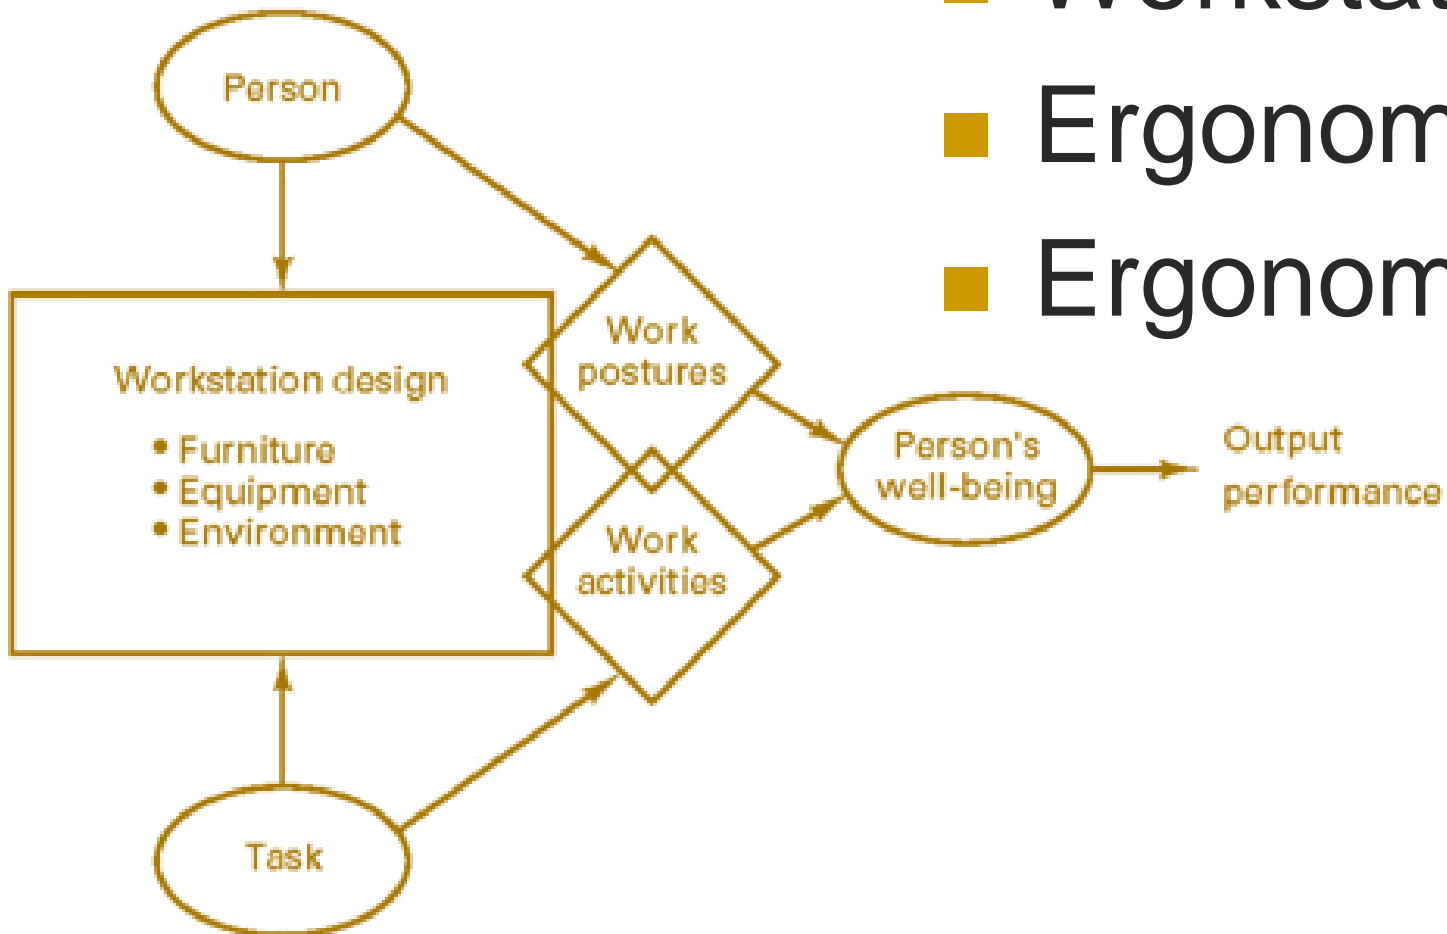 Person
Workstation design
• Furniture
• Equipment
• Environment
Work
postures
Work
activities
Person's
well-being
Output
performance
Task